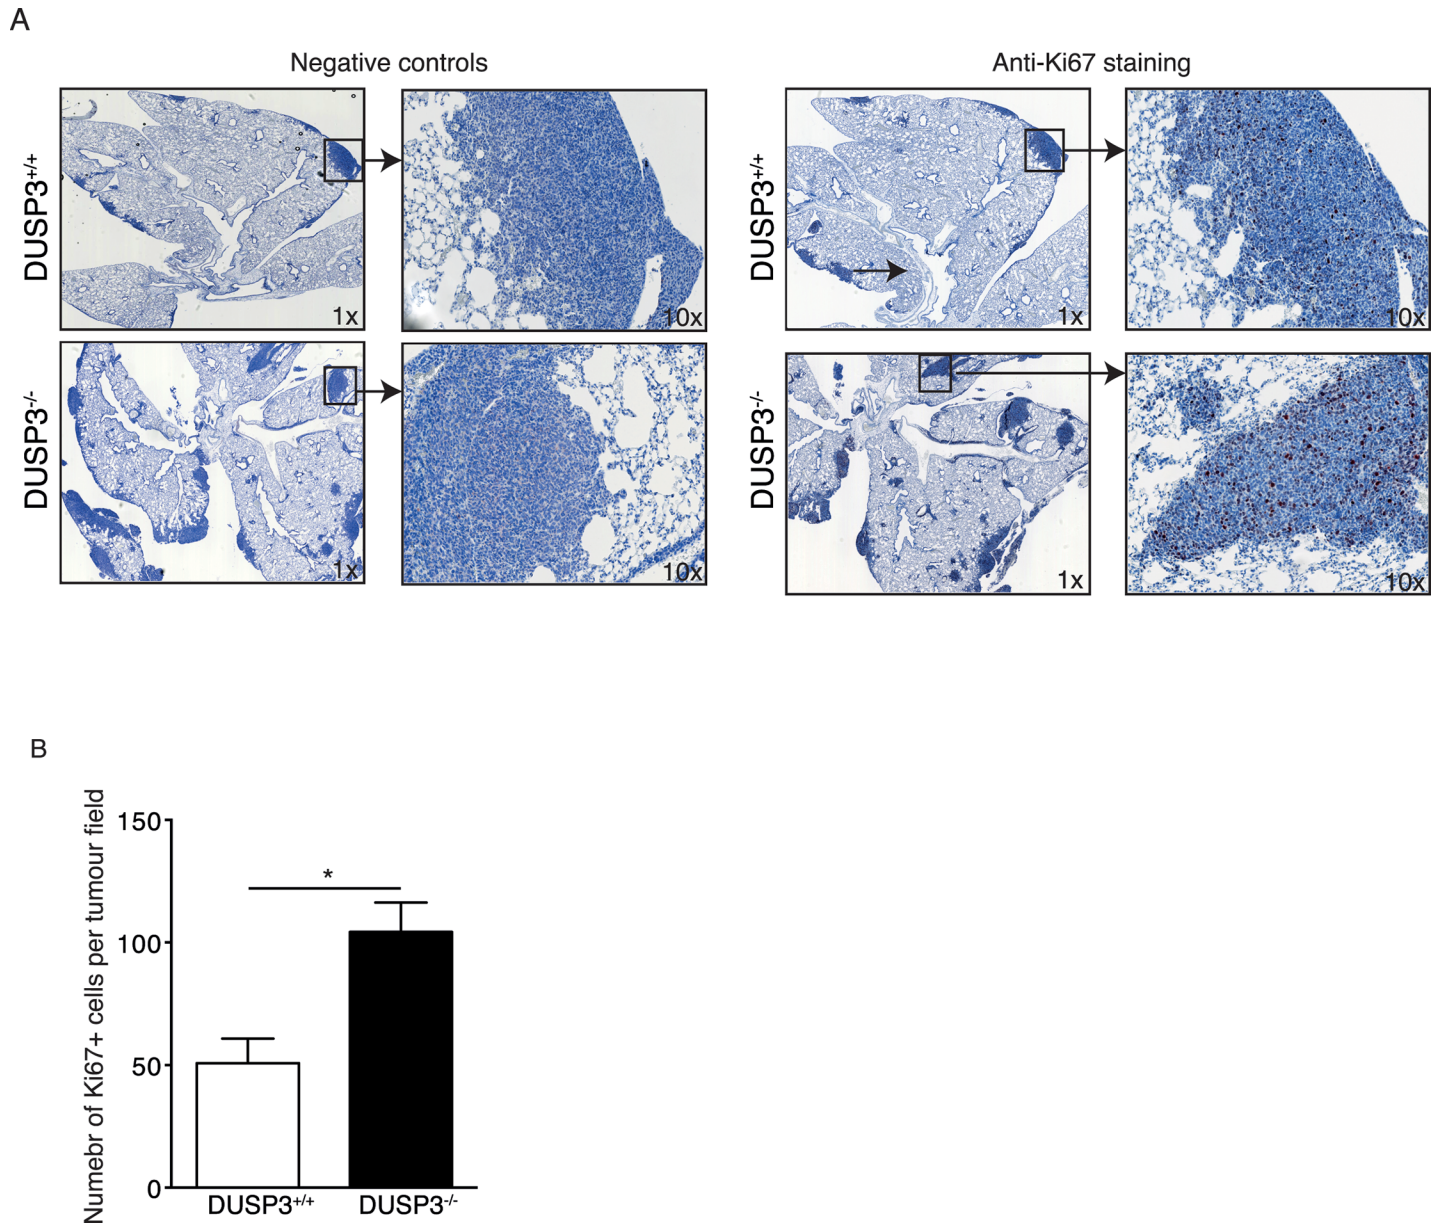 A
Negative controls
Anti-Ki67 staining
DUSP3+/+
1x
10x
DUSP3+/+
1x
10x
DUSP3-/-
1x
10x
DUSP3-/-
1x
10x
B
Numebr of Ki67+ cells per tumour field
150
100
50
0
*
DUSP3+/+
DUSP3-/-